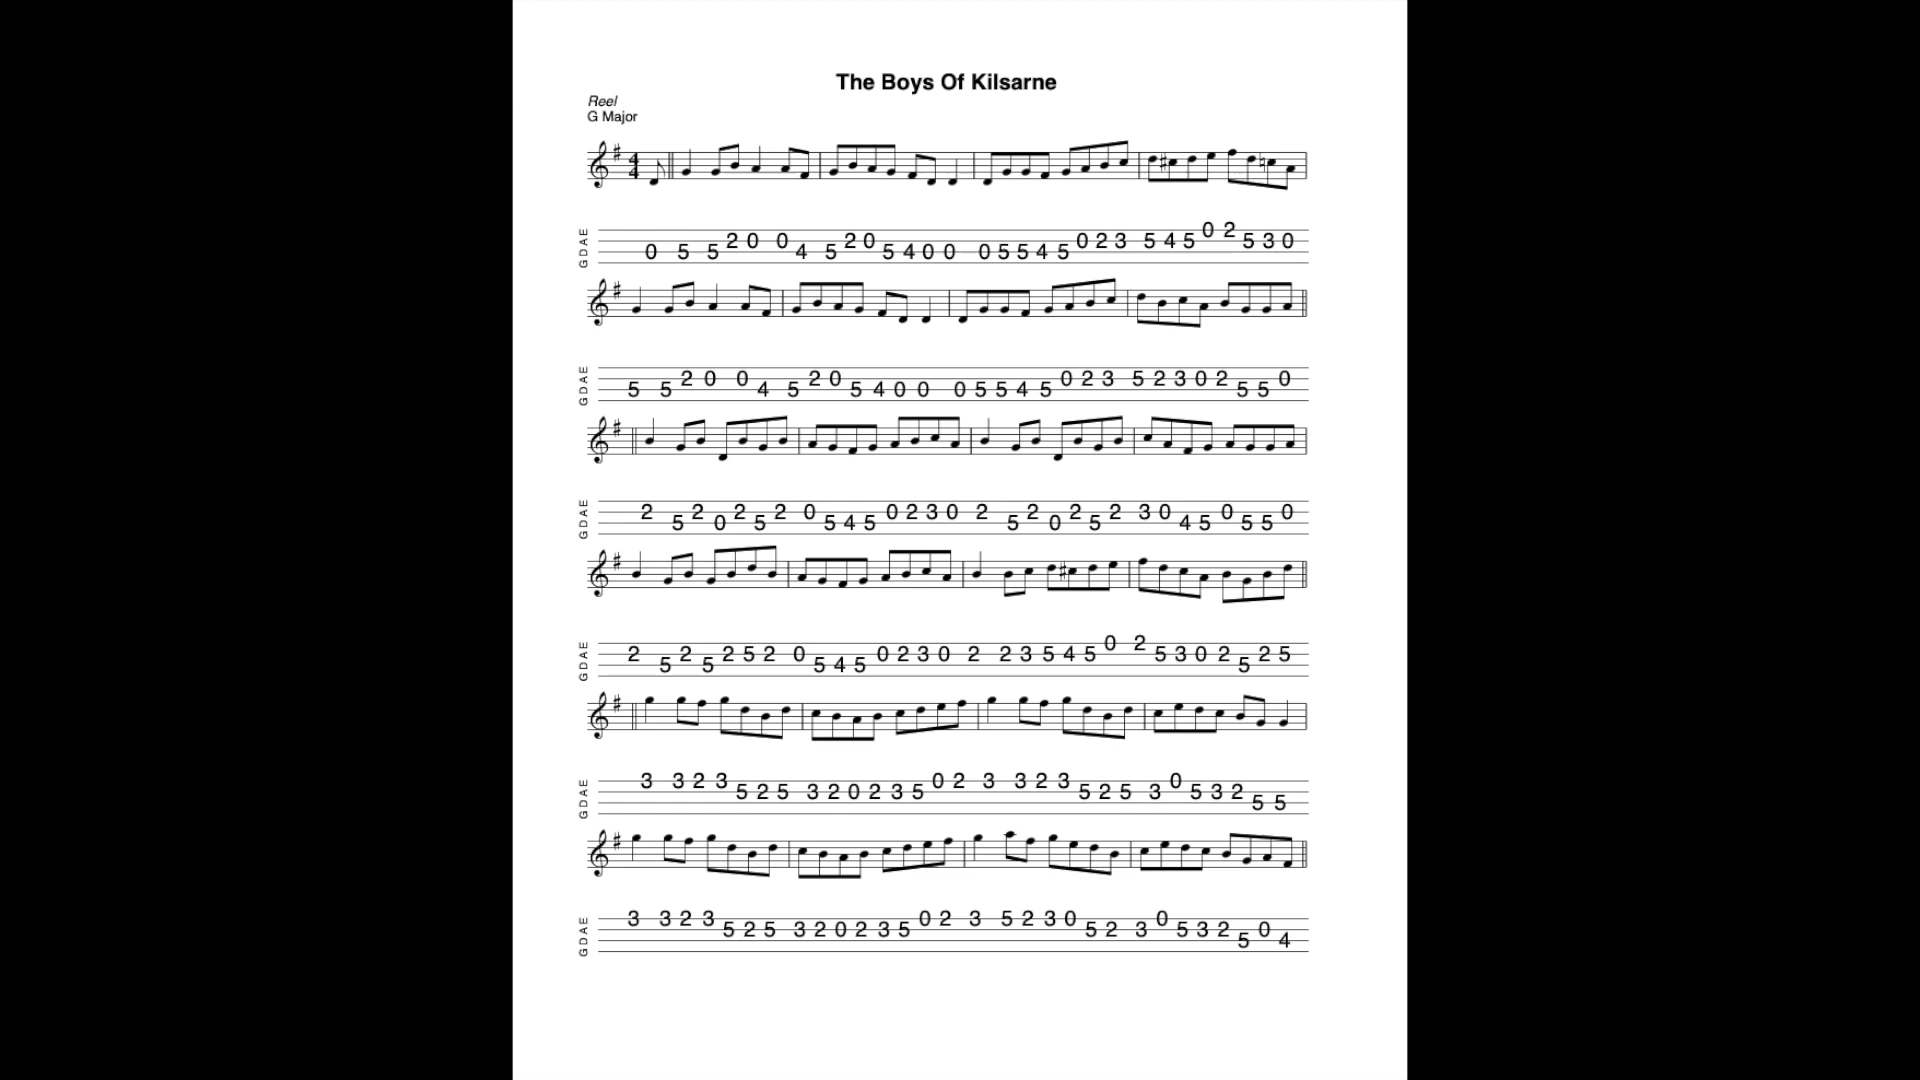 The Boys Of Kilsarne
Reel
G Major
4
4
G D A E
0 5 5 2 0 0 4 5 2 0 5 4 0 0 0 5 5 4 5 0 2 3 5 4 5 0 2 5 3 0
G D A E
5 5 2 0 0 4 5 2 0 5 4 0 0 0 5 5 4 5 0 2 3 5 2 3 0 2 5 5 0
G D A E
2 5 2 0 2 5 2 0 5 4 5 0 2 3 0 2 5 2 0 2 5 2 3 0 4 5 0 5 5 0
G D A E
2 5 2 5 2 5 2 0 5 4 5 0 2 3 0 2 2 3 5 4 5 0 2 5 3 0 2 5 2 5
G D A E
3 3 2 3 5 2 5 3 2 0 2 3 5 0 2 3 3 2 3 5 2 5 3 0 5 3 2 5 5
G D A E
3 3 2 3 5 2 5 3 2 0 2 3 5 0 2 3 5 2 3 0 5 2 3 0 5 3 2 5 0 4